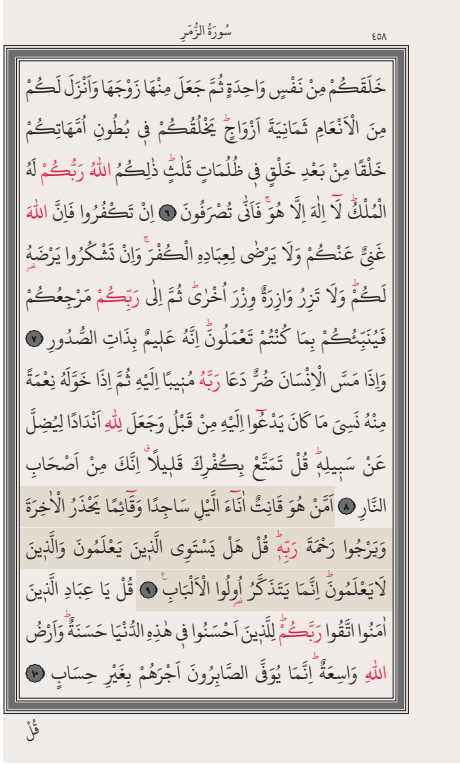 سُورَةُ الزُّمَرِ
٤٥٨
خَلَقَكُمْ مِنْ نَفْسٍ وَاحِدَةٍ ثُمَّ جَعَلَ مِنْهَا زَوْجَهَا وَاَنْزَلَ لَكُمْ
مِنَ الْاَنْعَامِ ثَمَانِيَةَ اَزْوَاجٍۜ يَخْلُقُكُمْ فٖي بُطُونِ اُمَّهَاتِكُمْ
خَلْقًا مِنْ بَعْدِ خَلْقٍ فٖي ظُلُمَاتٍ ثَلٰثٍۜ ذٰلِكُمُ اللّٰهُ رَبُّكُمْ لَهُ
الْمُلْكُۜ لَٓا اِلٰهَ اِلَّا هُوَۚ فَاَنّٰى تُصْرَفُونَ ﴿٦﴾ اِنْ تَكْفُرُوا فَاِنَّ اللّٰهَ
غَنِيٌّ عَنْكُمْ وَلَا يَرْضٰى لِعِبَادِهِ الْكُفْرَۚ وَاِنْ تَشْكُرُوا يَرْضَهُ
لَكُمْۜ وَلَا تَزِرُ وَازِرَةٌ وِزْرَ اُخْرٰىۜ ثُمَّ اِلٰى رَبِّكُمْ مَرْجِعُكُمْ
فَيُنَبِّئُكُمْ بِمَا كُنْتُمْ تَعْمَلُونَۜ اِنَّهُ عَلٖيمٌ بِذَاتِ الصُّدُورِ ﴿٧﴾
وَاِذَا مَسَّ الْاِنْسَانَ ضُرٌّ دَعَا رَبَّهُ مُنٖيبًا اِلَيْهِ ثُمَّ اِذَا خَوَّلَهُ نِعْمَةً
مِنْهُ نَسِيَ مَا كَانَ يَدْعُٓوا اِلَيْهِ مِنْ قَبْلُ وَجَعَلَ لِلّٰهِ اَنْدَادًا لِيُضِلَّ
عَنْ سَبٖيلِهٖۜ قُلْ تَمَتَّعْ بِكُفْرِكَ قَلٖيلًاۗ اِنَّكَ مِنْ اَصْحَابِ
النَّارِ ﴿٨﴾ اَمَّنْ هُوَ قَانِتٌ اٰنَٓاءَ الَّيْلِ سَاجِدًا وَقَٓائِمًا يَحْذَرُ الْاٰخِرَةَ
وَيَرْجُوا رَحْمَةَ رَبِّهٖۜ قُلْ هَلْ يَسْتَوِي الَّذٖينَ يَعْلَمُونَ وَالَّذٖينَ
لَايَعْلَمُونَۜ اِنَّمَا يَتَذَكَّرُ اُولُوا الْاَلْبَابِۚ ﴿٩﴾ قُلْ يَا عِبَادِ الَّذٖينَ
اٰمَنُوا اتَّقُوا رَبَّكُمْۜ لِلَّذٖينَ اَحْسَنُوا فٖي هٰذِهِ الدُّنْيَا حَسَنَةٌۜ وَاَرْضُ
اللّٰهِ وَاسِعَةٌۜ اِنَّمَا يُوَفَّى الصَّابِرُونَ اَجْرَهُمْ بِغَيْرِ حِسَابٍ ﴿١٠﴾
قُلْ